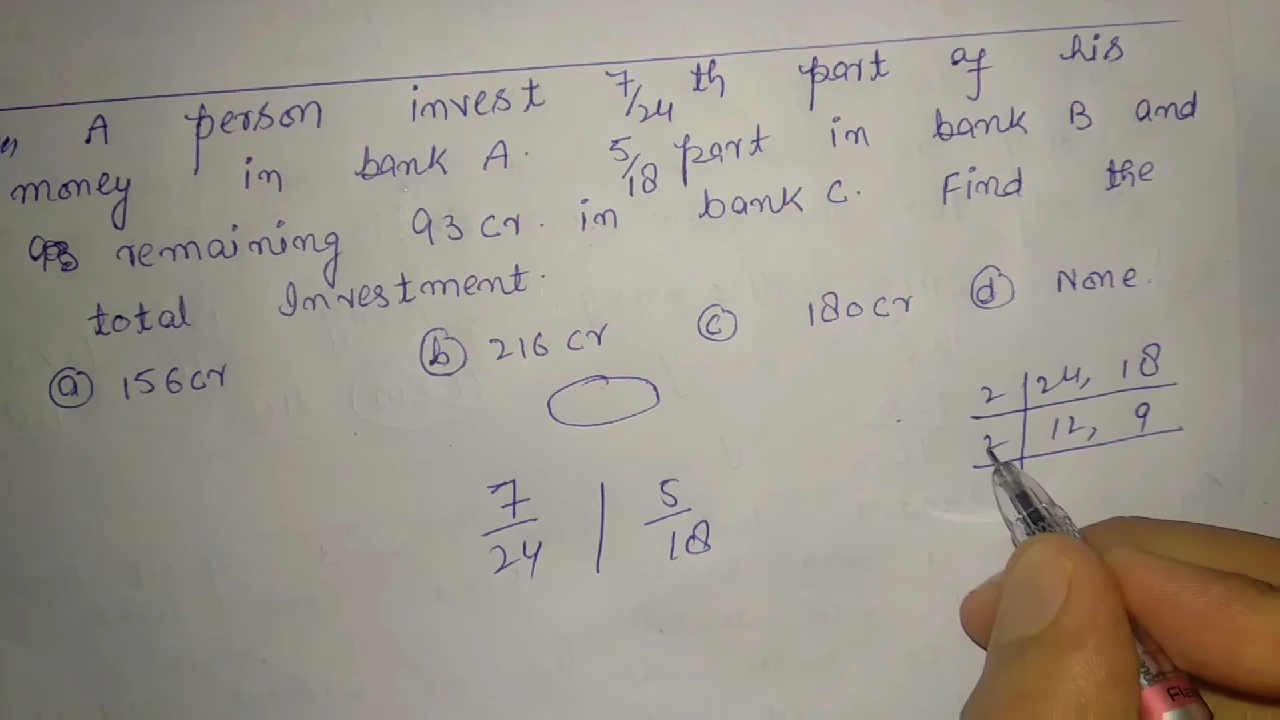 A person invest 7/24 th part of his
money in bank A. 5/18 part in bank B and
remaining 93 cr. in bank C. Find the
total Investment.
(a) 156 cr (b) 216 cr (c) 180 cr (d) None.
2 | 24, 18
2 | 12, 9
7/24 | 5/18